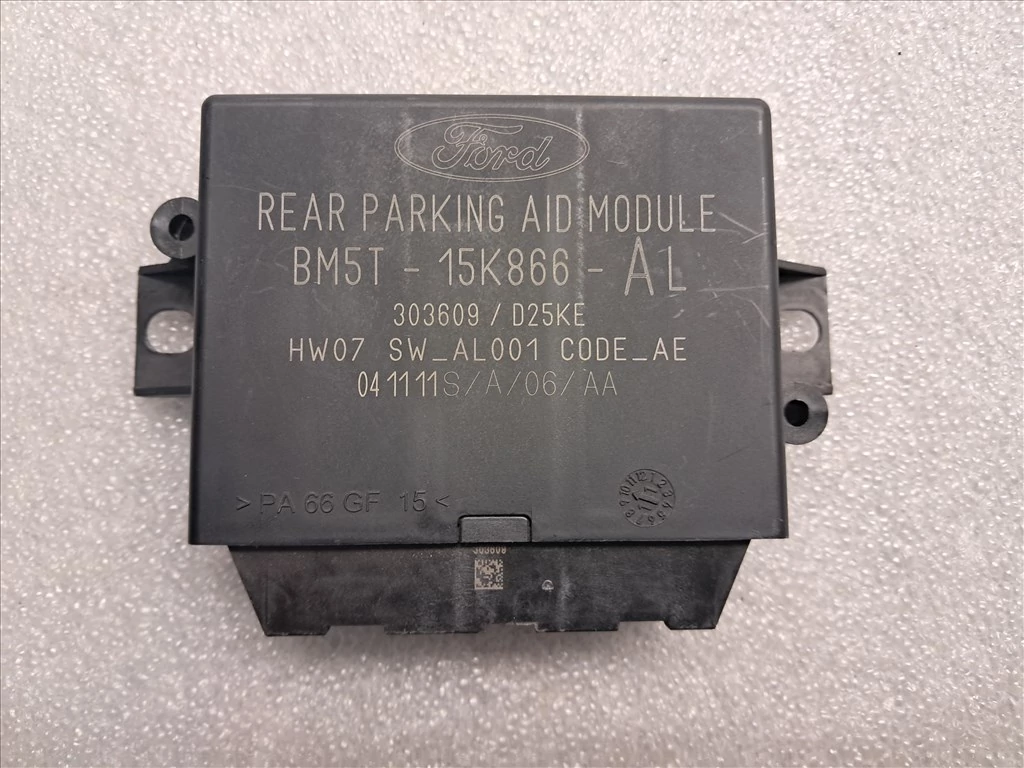 Ford
REAR PARKING AID MODULE
BM5T - 15K866 - AL
303609 / D25KE
HW07 SW_AL001 CODE_AE
041111S/A/06/AA
>PA 66 GF 15<
303609